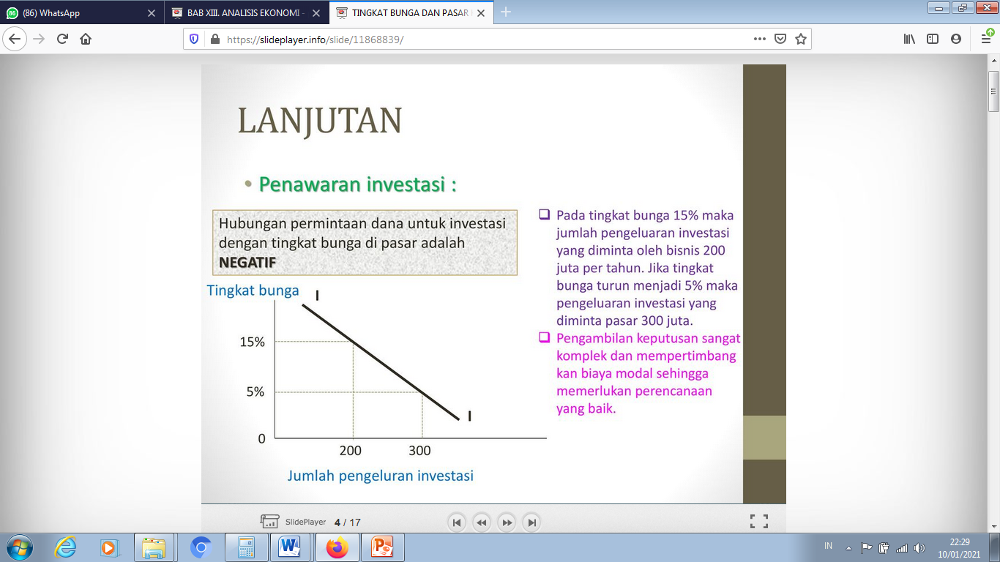 (86) WhatsApp
BAB XIII. ANALISIS EKONOMI -
TINGKAT BUNGA DAN PASAR
https://slideplayer.info/slide/11868839/
LANJUTAN
• Penawaran investasi :
Hubungan permintaan dana untuk investasi
dengan tingkat bunga di pasar adalah
NEGATIF
Tingkat bunga
I
15%
5%
I
0
200
300
Jumlah pengeluran investasi
Pada tingkat bunga 15% maka
jumlah pengeluaran investasi
yang diminta oleh bisnis 200
juta per tahun. Jika tingkat
bunga turun menjadi 5% maka
pengeluaran investasi yang
diminta pasar 300 juta.
Pengambilan keputusan sangat
komplek dan mempertimbang
kan biaya modal sehingga
memerlukan perencanaan
yang baik.
SlidePlayer
4 / 17
IN
22:29
10/01/2021